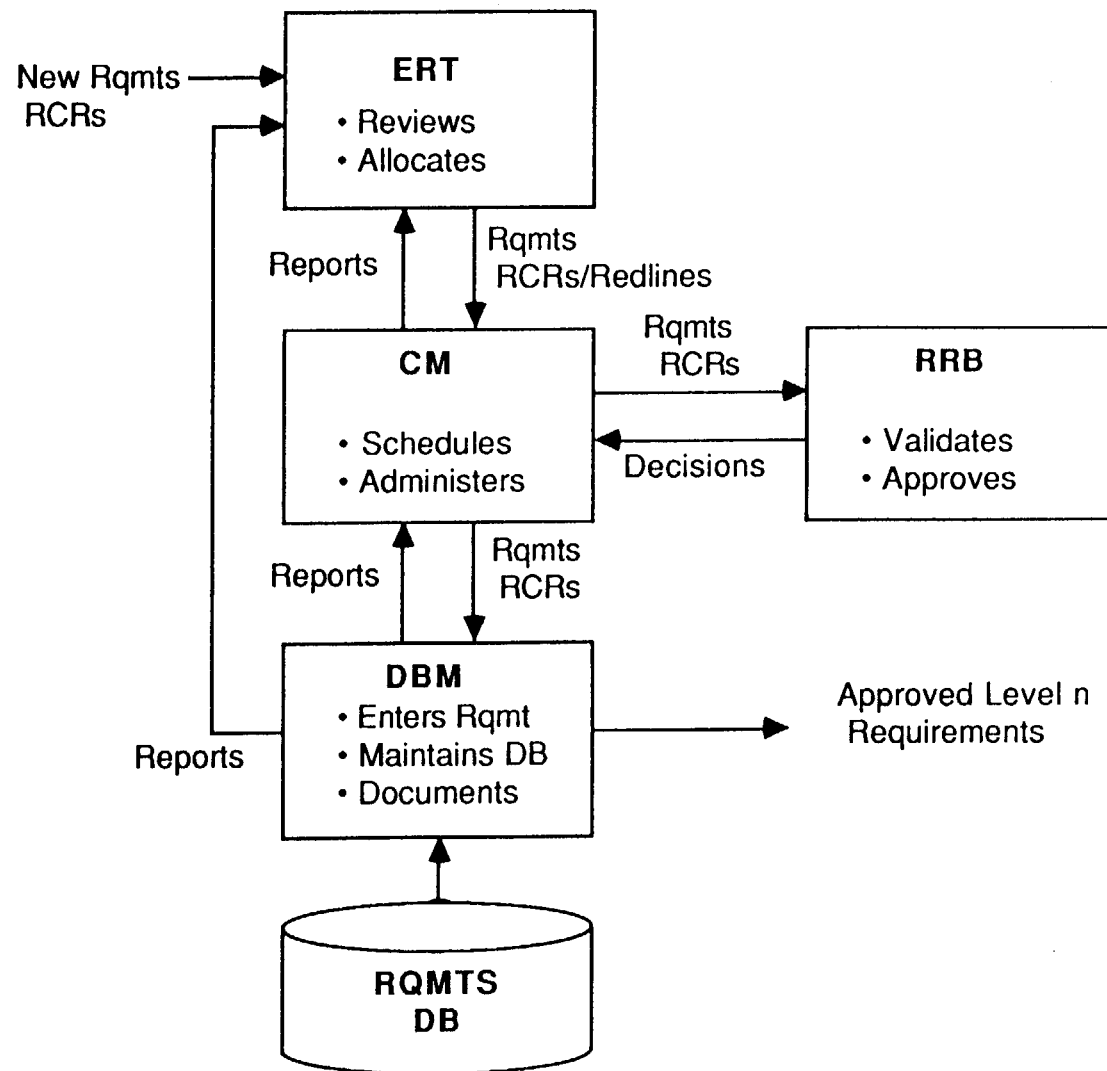 New Rqmts
RCRs
ERT
• Reviews
• Allocates
Reports
Rqmts
RCRs/Redlines
CM
• Schedules
• Administers
Rqmts
RCRs
Decisions
RRB
• Validates
• Approves
Reports
Rqmts
RCRs
DBM
• Enters Rqmt
• Maintains DB
• Documents
Reports
Approved Level n
Requirements
RQMTS
DB